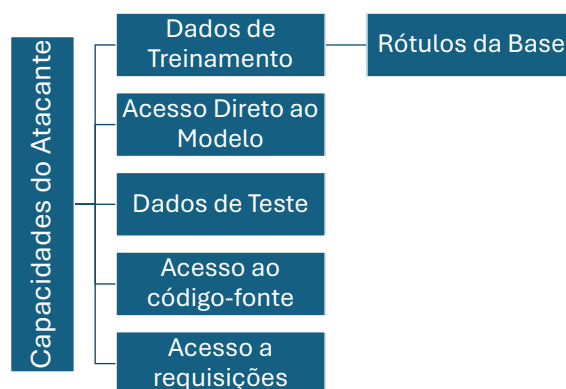 Capacidades do Atacante
Dados de
Treinamento
Rótulos da Base
Acesso Direto ao
Modelo
Dados de Teste
Acesso ao
código-fonte
Acesso a
requisições